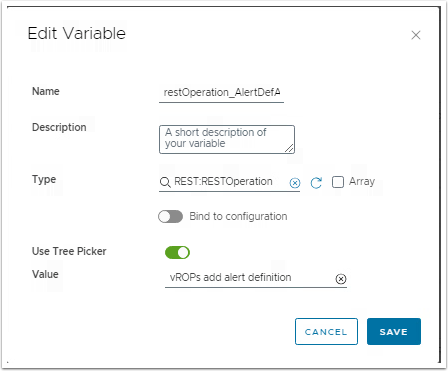 Edit Variable
Name
restOperation_AlertDefA
Description
A short description of
your variable
Type
REST:RESTOperation
Array
Bind to configuration
Use Tree Picker
Value
vROPs add alert definition
CANCEL
SAVE